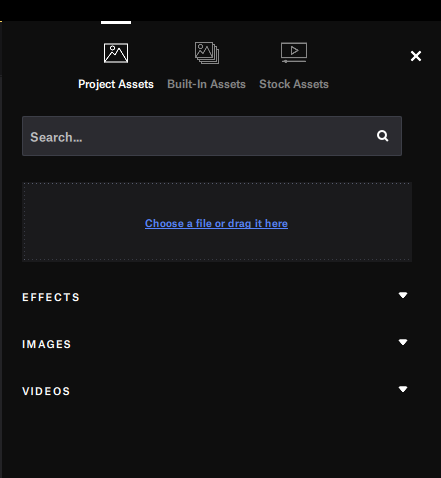 Project Assets Built-In Assets Stock Assets
Search...
Choose a file or drag it here
EFFECTS
IMAGES
VIDEOS